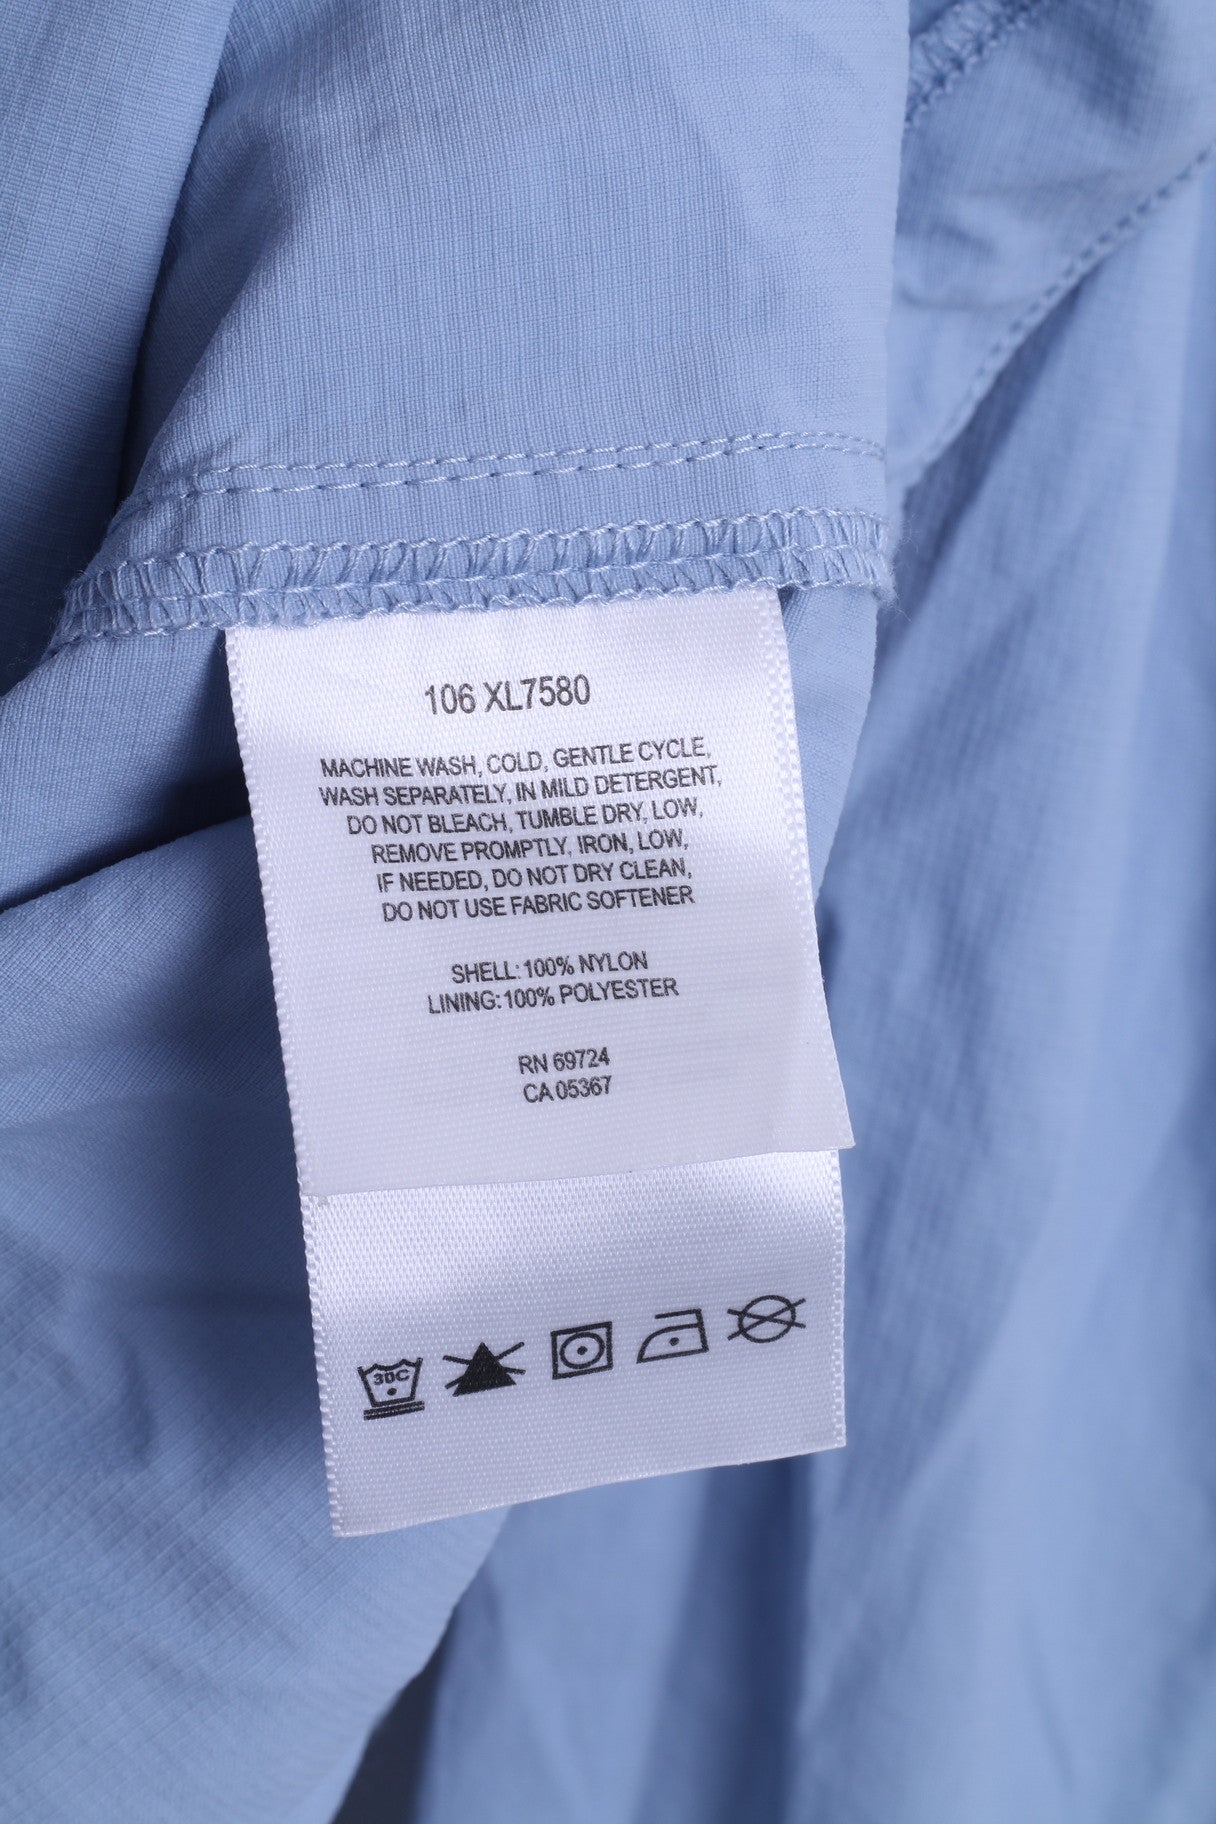 106 XL7580
MACHINE WASH, COLD, GENTLE CYCLE,
WASH SEPARATELY, IN MILD DETERGENT,
DO NOT BLEACH, TUMBLE DRY, LOW,
REMOVE PROMPTLY, IRON, LOW,
IF NEEDED, DO NOT DRY CLEAN,
DO NOT USE FABRIC SOFTENER
SHELL: 100% NYLON
LINING: 100% POLYESTER
RN 69724
CA 05367
30C